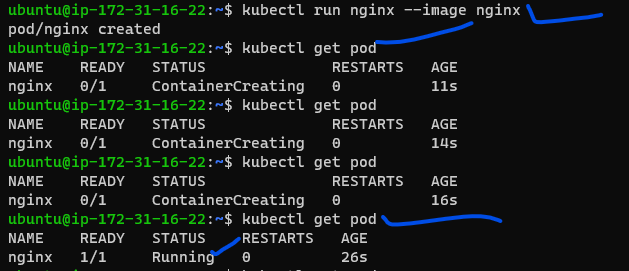 ubuntu@ip-172-31-16-22:~$ kubectl run nginx --image nginx
pod/nginx created
ubuntu@ip-172-31-16-22:~$ kubectl get pod
NAME    READY   STATUS              RESTARTS   AGE
nginx   0/1     ContainerCreating   0          11s
ubuntu@ip-172-31-16-22:~$ kubectl get pod
NAME    READY   STATUS              RESTARTS   AGE
nginx   0/1     ContainerCreating   0          14s
ubuntu@ip-172-31-16-22:~$ kubectl get pod
NAME    READY   STATUS              RESTARTS   AGE
nginx   0/1     ContainerCreating   0          16s
ubuntu@ip-172-31-16-22:~$ kubectl get pod
NAME    READY   STATUS    RESTARTS   AGE
nginx   1/1     Running   0          26s